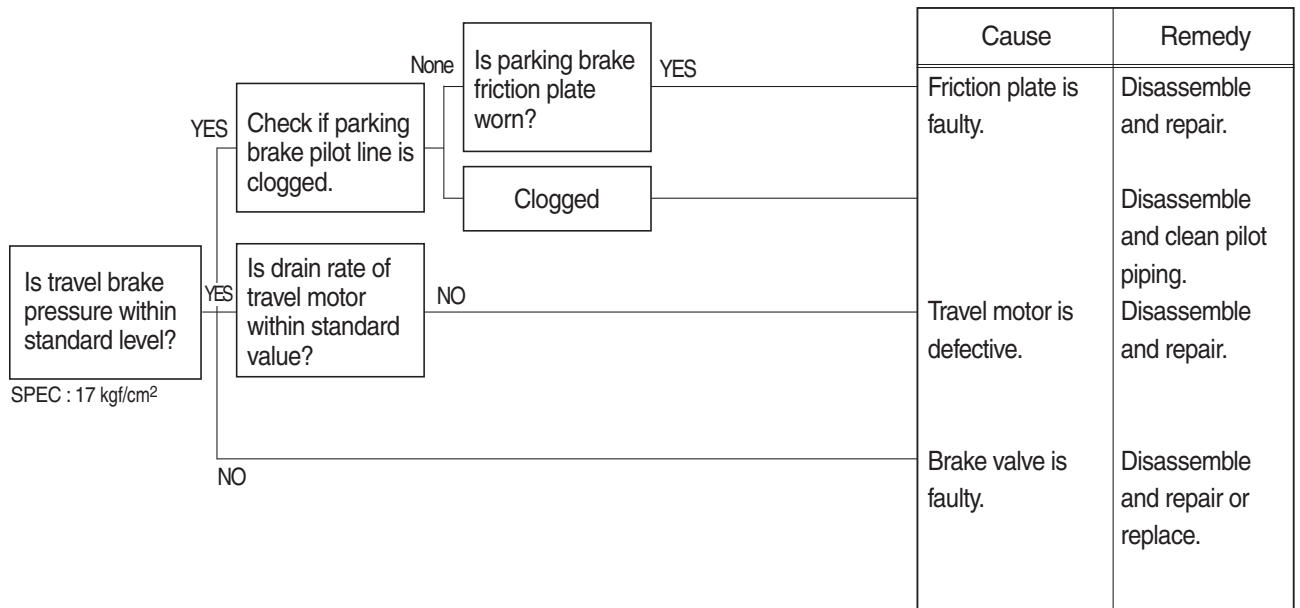 Cause
Remedy
None
Is parking brake
friction plate
worn?
YES
Friction plate is
faulty.
Disassemble
and repair.
YES
Check if parking
brake pilot line is
clogged.
Clogged
Disassemble
and clean pilot
piping.
Is travel brake
pressure within
standard level?
SPEC : 17 kgf/cm²
YES
Is drain rate of
travel motor
within standard
value?
NO
Travel motor is
defective.
Disassemble
and repair.
NO
Brake valve is
faulty.
Disassemble
and repair or
replace.